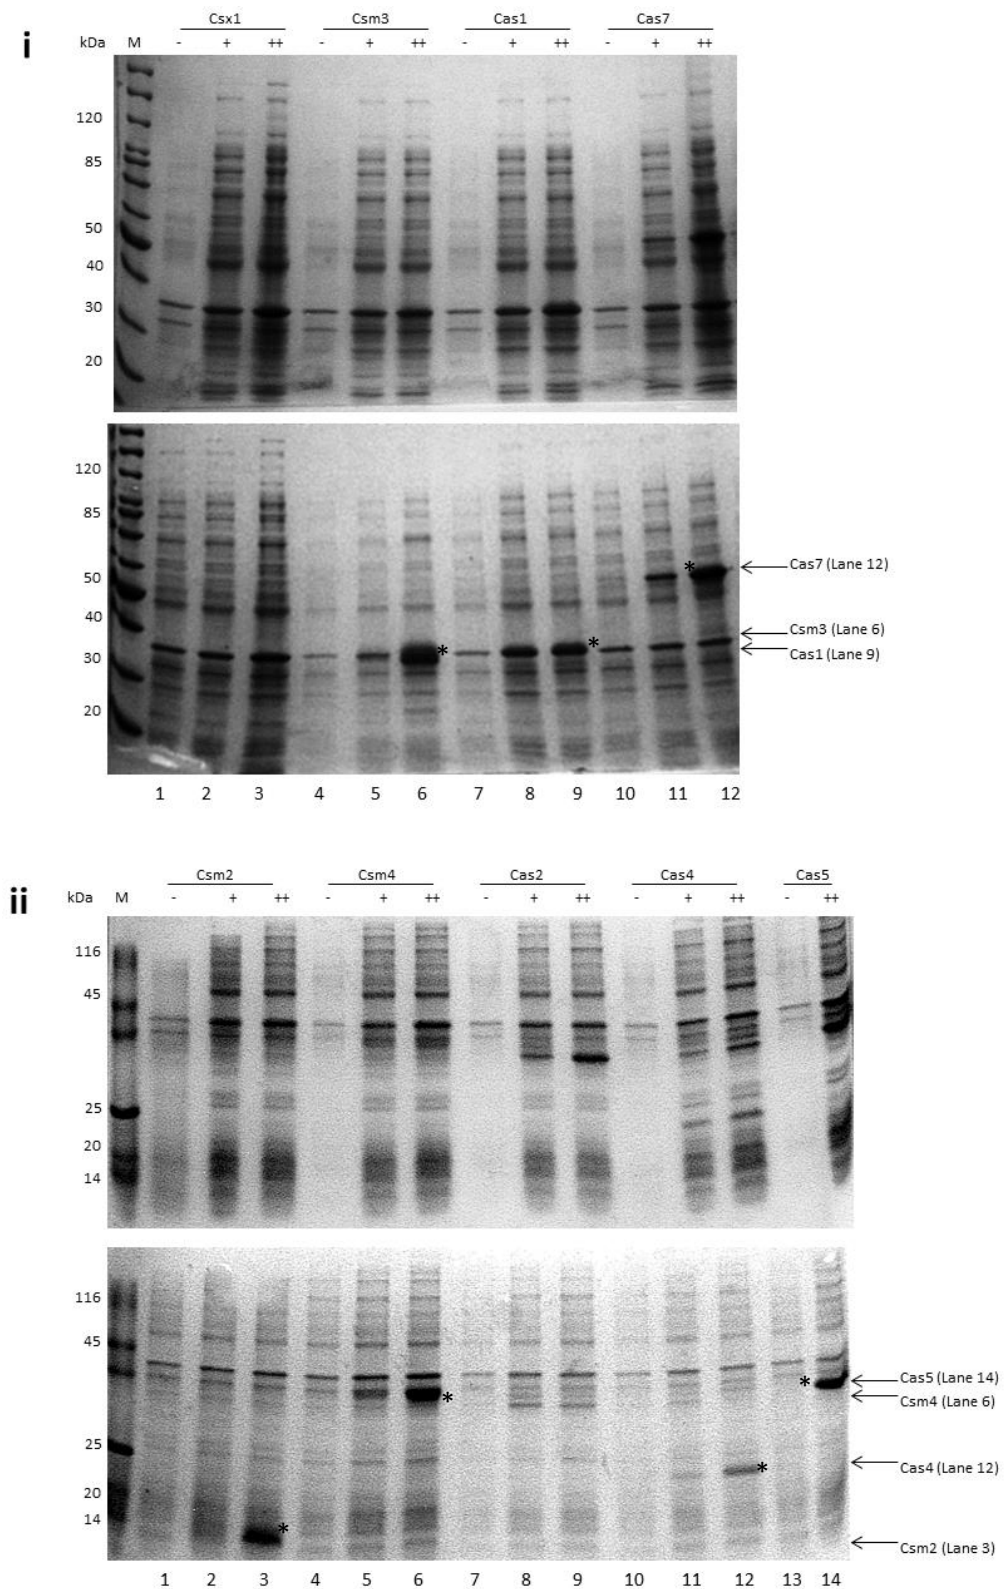 i
Csx1 Csm3 Cas1 Cas7
kDa M - + ++ - + ++ - + ++ - + ++
120
85
50
40
30
20
120
85
50
40
30
20
* * *
Cas7 (Lane 12)
Csm3 (Lane 6)
Cas1 (Lane 9)
1 2 3 4 5 6 7 8 9 10 11 12
ii
Csm2 Csm4 Cas2 Cas4 Cas5
kDa M - + ++ - + ++ - + ++ - + ++ - ++
116
45
25
20
14
116
45
25
20
14
* * * *
Cas5 (Lane 14)
Csm4 (Lane 6)
Cas4 (Lane 12)
Csm2 (Lane 3)
1 2 3 4 5 6 7 8 9 10 11 12 13 14